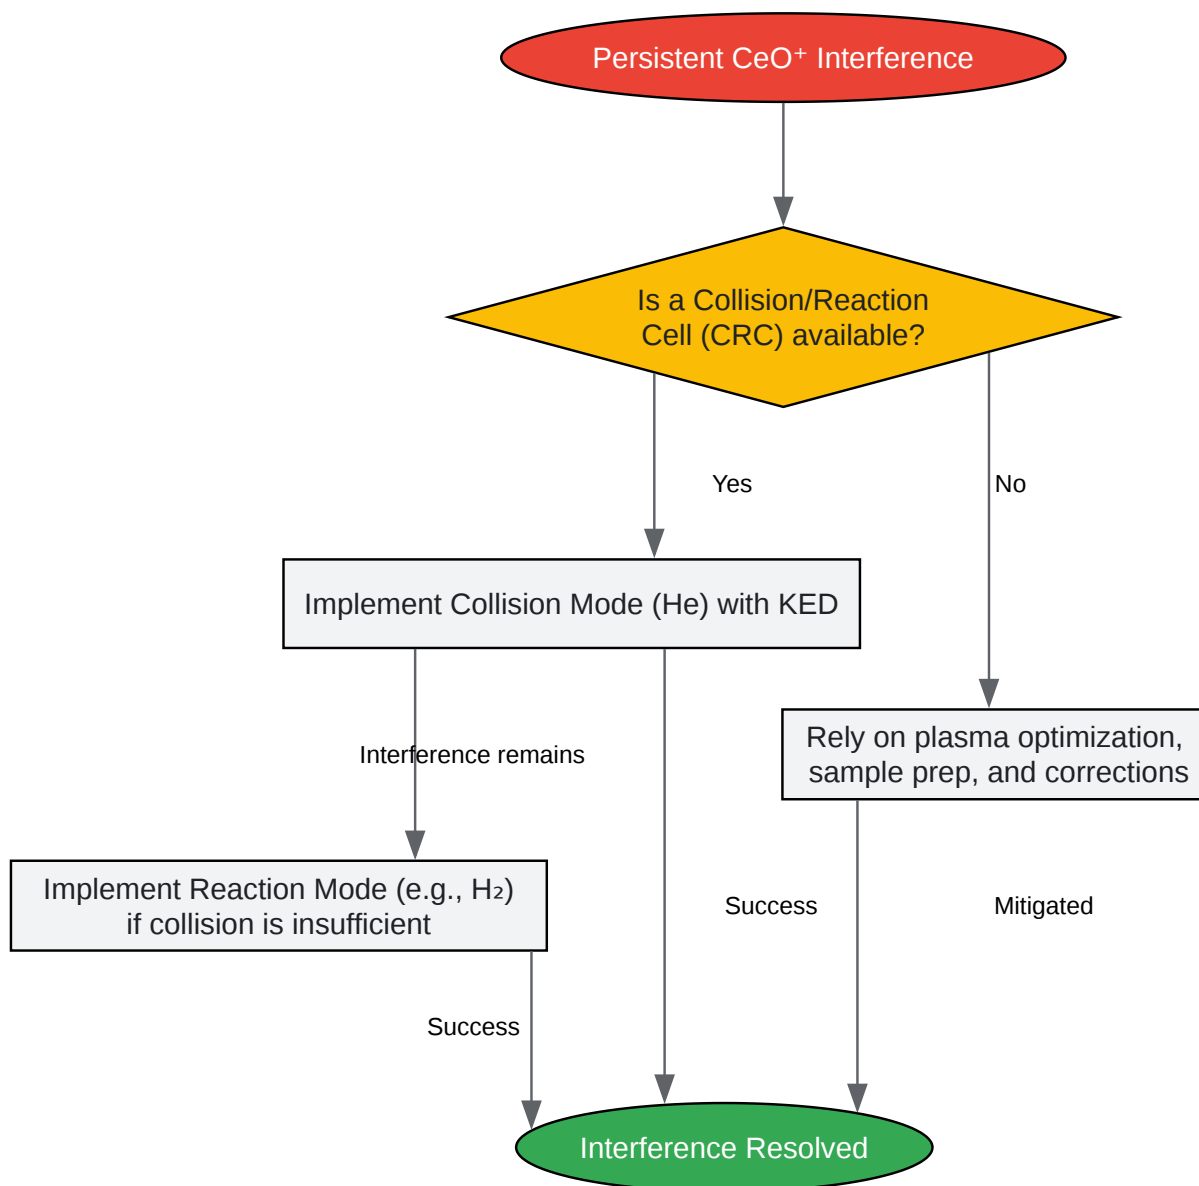 Persistent CeO⁺ Interference
Is a Collision/Reaction
Cell (CRC) available?
Yes
No
Implement Collision Mode (He) with KED
Rely on plasma optimization,
sample prep, and corrections
Interference remains
Implement Reaction Mode (e.g., H₂)
if collision is insufficient
Success
Mitigated
Success
Interference Resolved